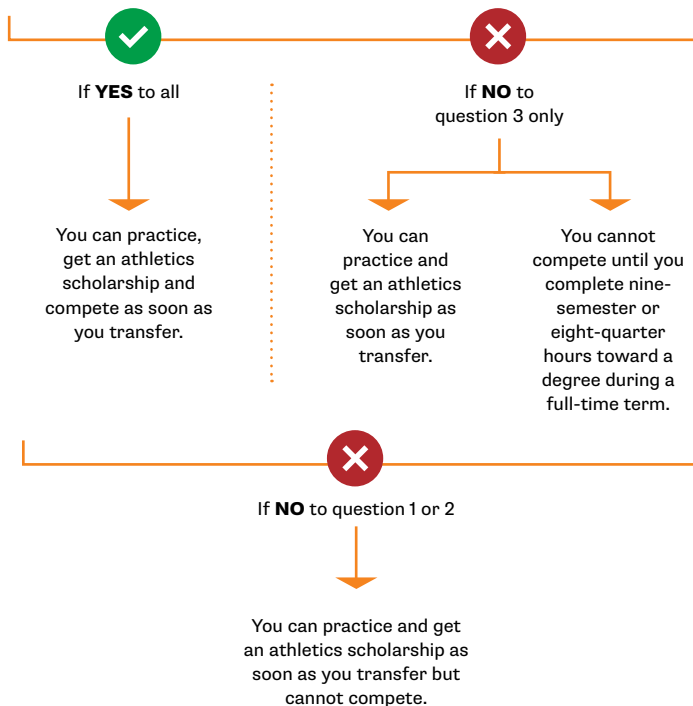 If YES to all
You can practice,
get an athletics
scholarship and
compete as soon as
you transfer.
If NO to
question 3 only
You can
practice and
get an athletics
scholarship as
soon as you
transfer.
You cannot
compete until you
complete nine-
semester or
eight-quarter
hours toward a
degree during a
full-time term.
If NO to question 1 or 2
You can practice and get
an athletics scholarship as
soon as you transfer but
cannot compete.